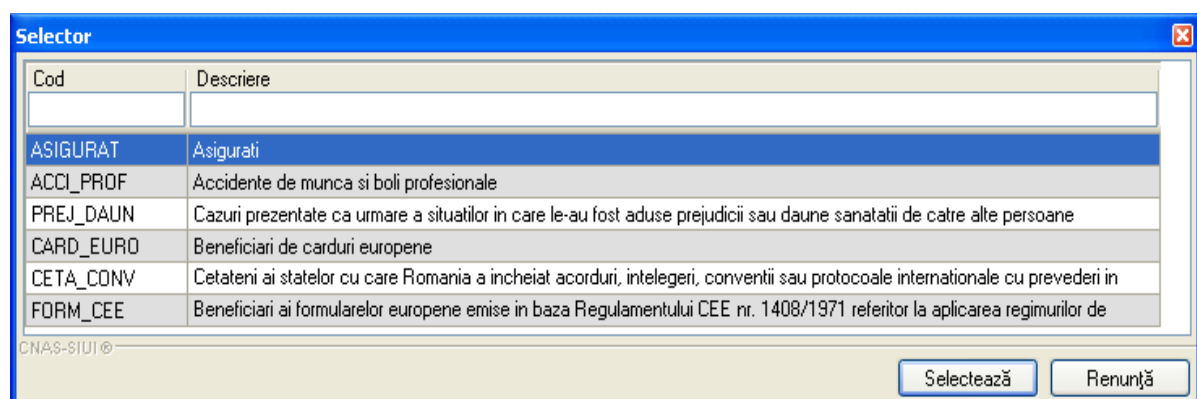 Selector
Cod Descriere
ASIGURAT Asigurati
ACCI_PROF Accidente de munca si boli profesionale
PREJ_DAUN Cazuri prezentate ca urmare a situatilor in care le-au fost aduse prejudicii sau daune sanatatii de catre alte persoane
CARD_EURO Beneficiari de carduri europene
CETA_CONV Cetateni ai statelor cu care Romania a incheiat acorduri, intelegeri, conventii sau protocoale internationale cu prevederi in
FORM_CEE Beneficiari ai formularelor europene emise in baza Regulamentului CEE nr. 1408/1971 referitor la aplicarea regimurilor de
CNAS-SIUI®
Selectează Renunţă